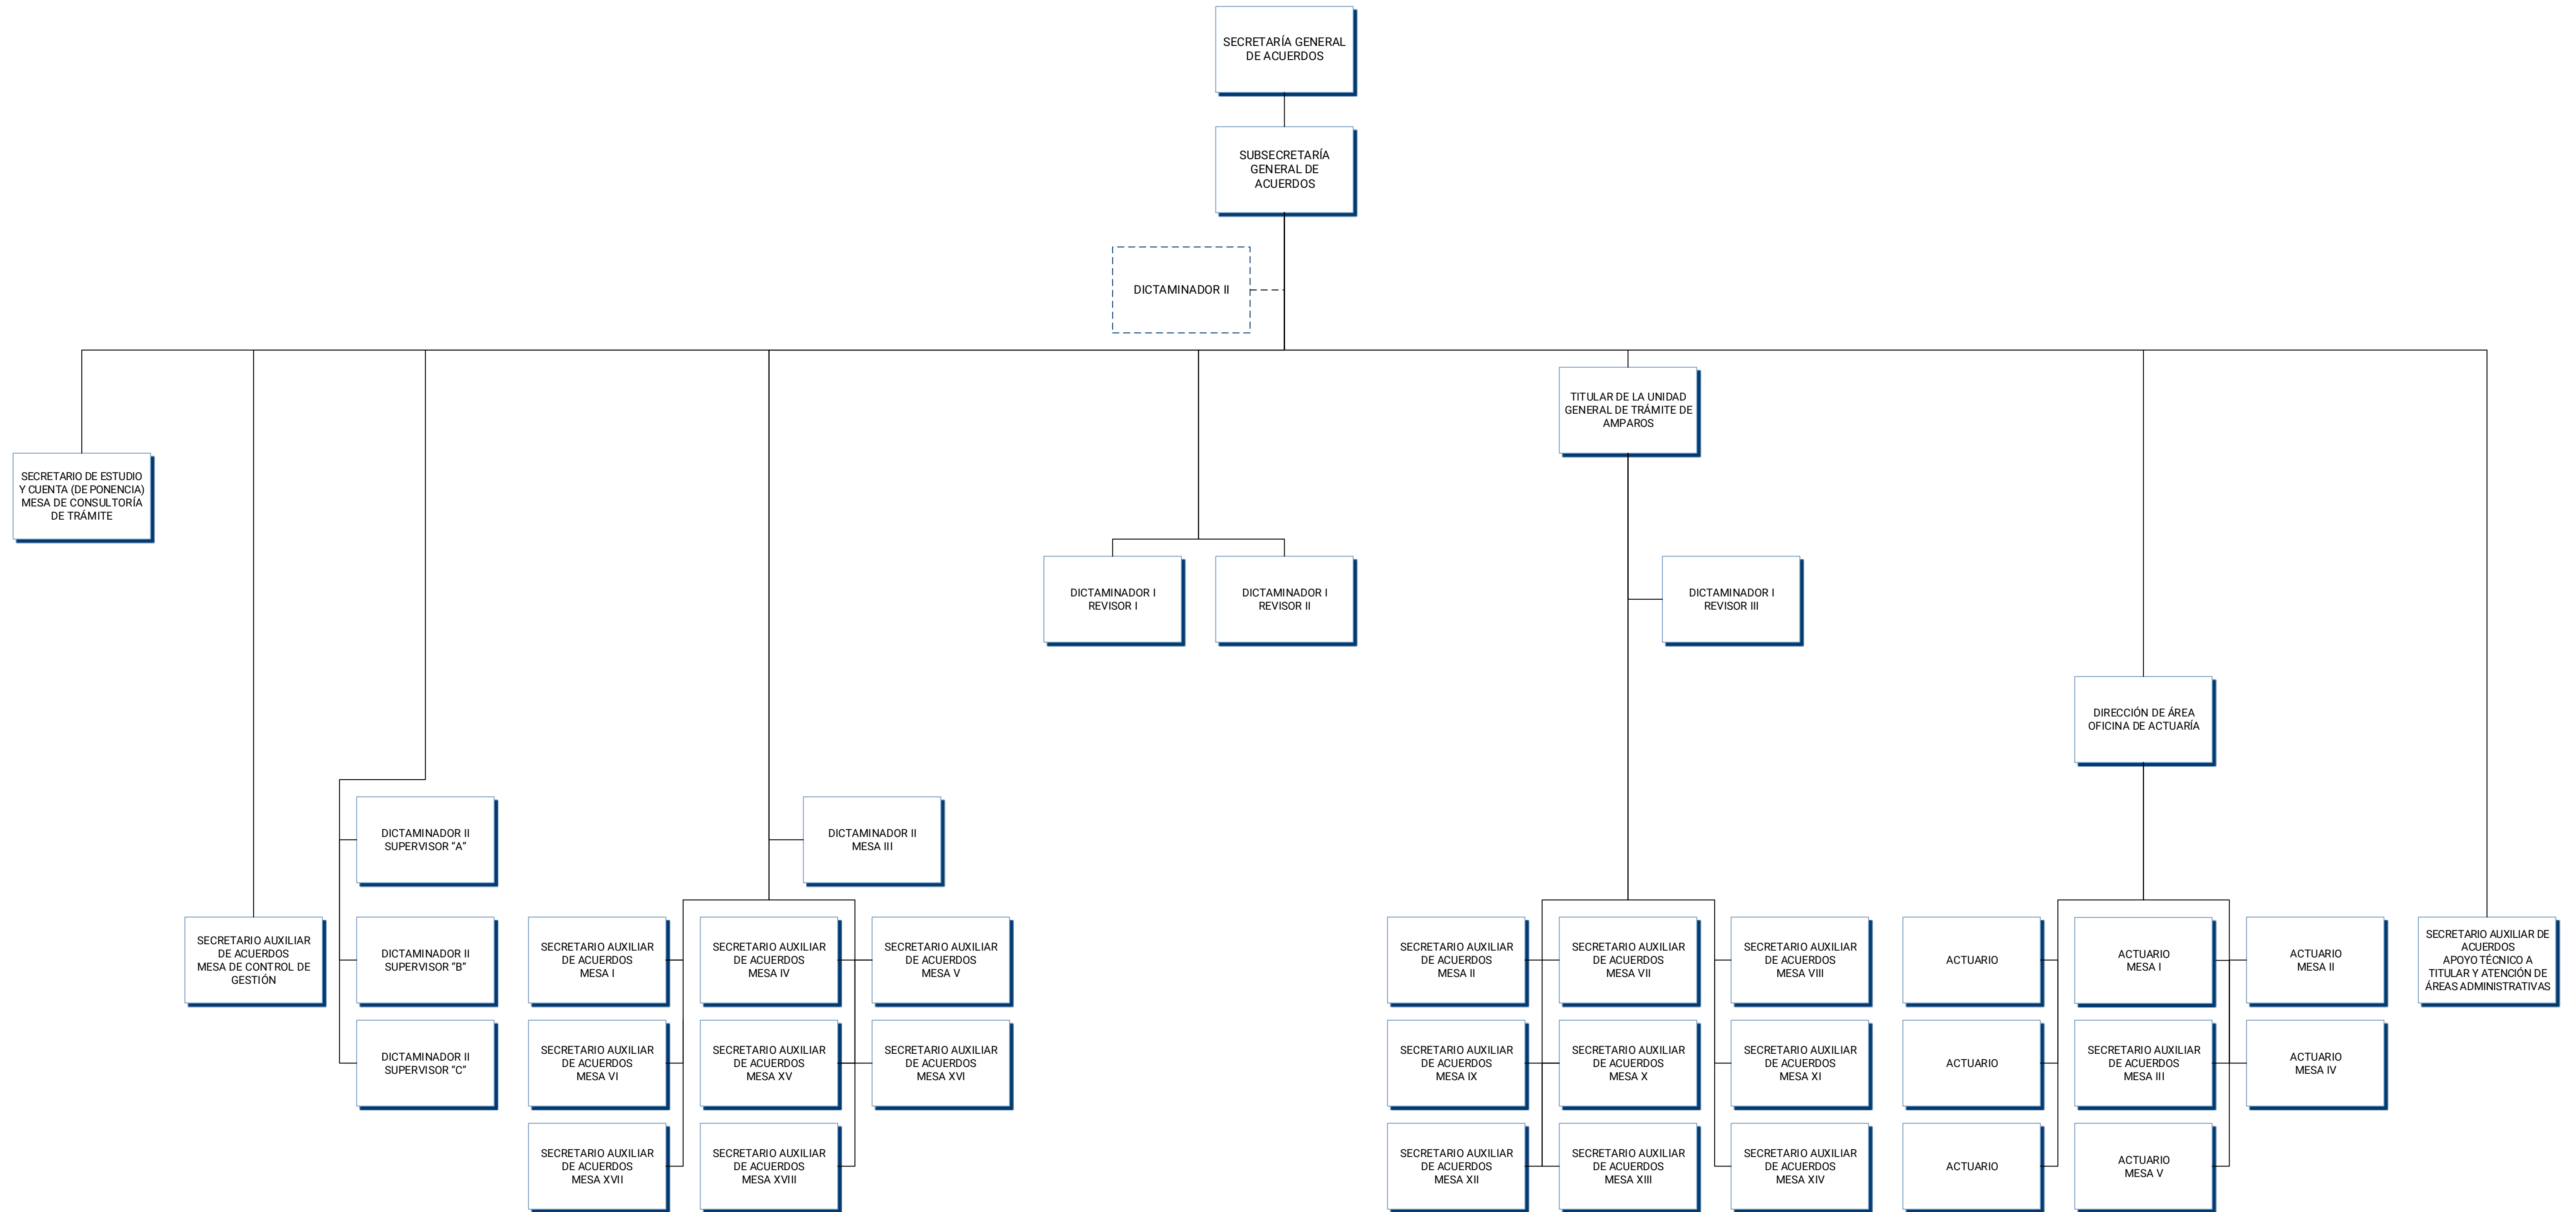 SECRETARÍA GENERAL
DE ACUERDOS
SUBSECRETARÍA
GENERAL DE
ACUERDOS
DICTAMINADOR II
TITULAR DE LA UNIDAD
GENERAL DE TRÁMITE DE
AMPAROS
SECRETARIO DE ESTUDIO
Y CUENTA (DE PONENCIA)
MESA DE CONSULTORÍA
DE TRÁMITE
DICTAMINADOR I
REVISOR I
DICTAMINADOR I
REVISOR II
DICTAMINADOR I
REVISOR III
DIRECCIÓN DE ÁREA
OFICINA DE ACTUARÍA
DICTAMINADOR II
SUPERVISOR “A”
DICTAMINADOR II
MESA III
SECRETARIO AUXILIAR
DE ACUERDOS
MESA DE CONTROL DE
GESTIÓN
DICTAMINADOR II
SUPERVISOR “B”
SECRETARIO AUXILIAR
DE ACUERDOS
MESA I
SECRETARIO AUXILIAR
DE ACUERDOS
MESA IV
SECRETARIO AUXILIAR
DE ACUERDOS
MESA V
SECRETARIO AUXILIAR
DE ACUERDOS
MESA II
SECRETARIO AUXILIAR
DE ACUERDOS
MESA VII
SECRETARIO AUXILIAR
DE ACUERDOS
MESA VIII
ACTUARIO
ACTUARIO
MESA I
ACTUARIO
MESA II
SECRETARIO AUXILIAR DE
ACUERDOS
APOYO TÉCNICO A
TITULAR Y ATENCIÓN DE
ÁREAS ADMINISTRATIVAS
DICTAMINADOR II
SUPERVISOR “C”
SECRETARIO AUXILIAR
DE ACUERDOS
MESA VI
SECRETARIO AUXILIAR
DE ACUERDOS
MESA XV
SECRETARIO AUXILIAR
DE ACUERDOS
MESA XVI
SECRETARIO AUXILIAR
DE ACUERDOS
MESA IX
SECRETARIO AUXILIAR
DE ACUERDOS
MESA X
SECRETARIO AUXILIAR
DE ACUERDOS
MESA XI
ACTUARIO
SECRETARIO AUXILIAR
DE ACUERDOS
MESA III
ACTUARIO
MESA IV
SECRETARIO AUXILIAR
DE ACUERDOS
MESA XVII
SECRETARIO AUXILIAR
DE ACUERDOS
MESA XVIII
SECRETARIO AUXILIAR
DE ACUERDOS
MESA XII
SECRETARIO AUXILIAR
DE ACUERDOS
MESA XIII
SECRETARIO AUXILIAR
DE ACUERDOS
MESA XIV
ACTUARIO
ACTUARIO
MESA V